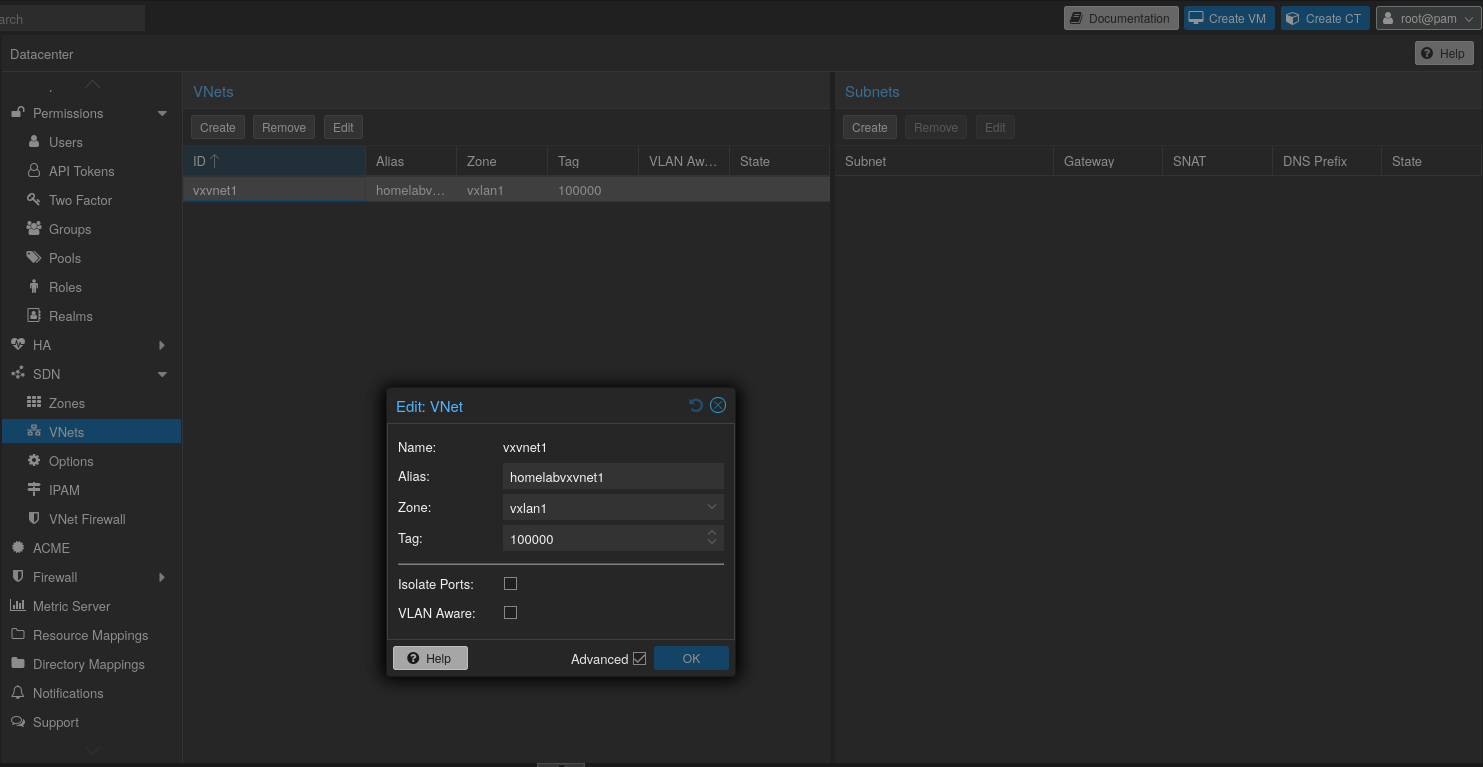 arch
Documentation
Create VM
Create CT
root@pam
Datacenter
Help
Permissions
Users
API Tokens
Two Factor
Groups
Pools
Roles
Realms
HA
SDN
Zones
VNets
Options
IPAM
VNet Firewall
ACME
Firewall
Metric Server
Resource Mappings
Directory Mappings
Notifications
Support
VNets
Create Remove Edit
ID Alias Zone Tag VLAN Aw... State
vxvnet1 homelabv... vxlan1 100000
Subnets
Create Remove Edit
Subnet Gateway SNAT DNS Prefix State
Edit: VNet
Name: vxvnet1
Alias: homelabvxvnet1
Zone: vxlan1
Tag: 100000
Isolate Ports:
VLAN Aware:
Help Advanced OK